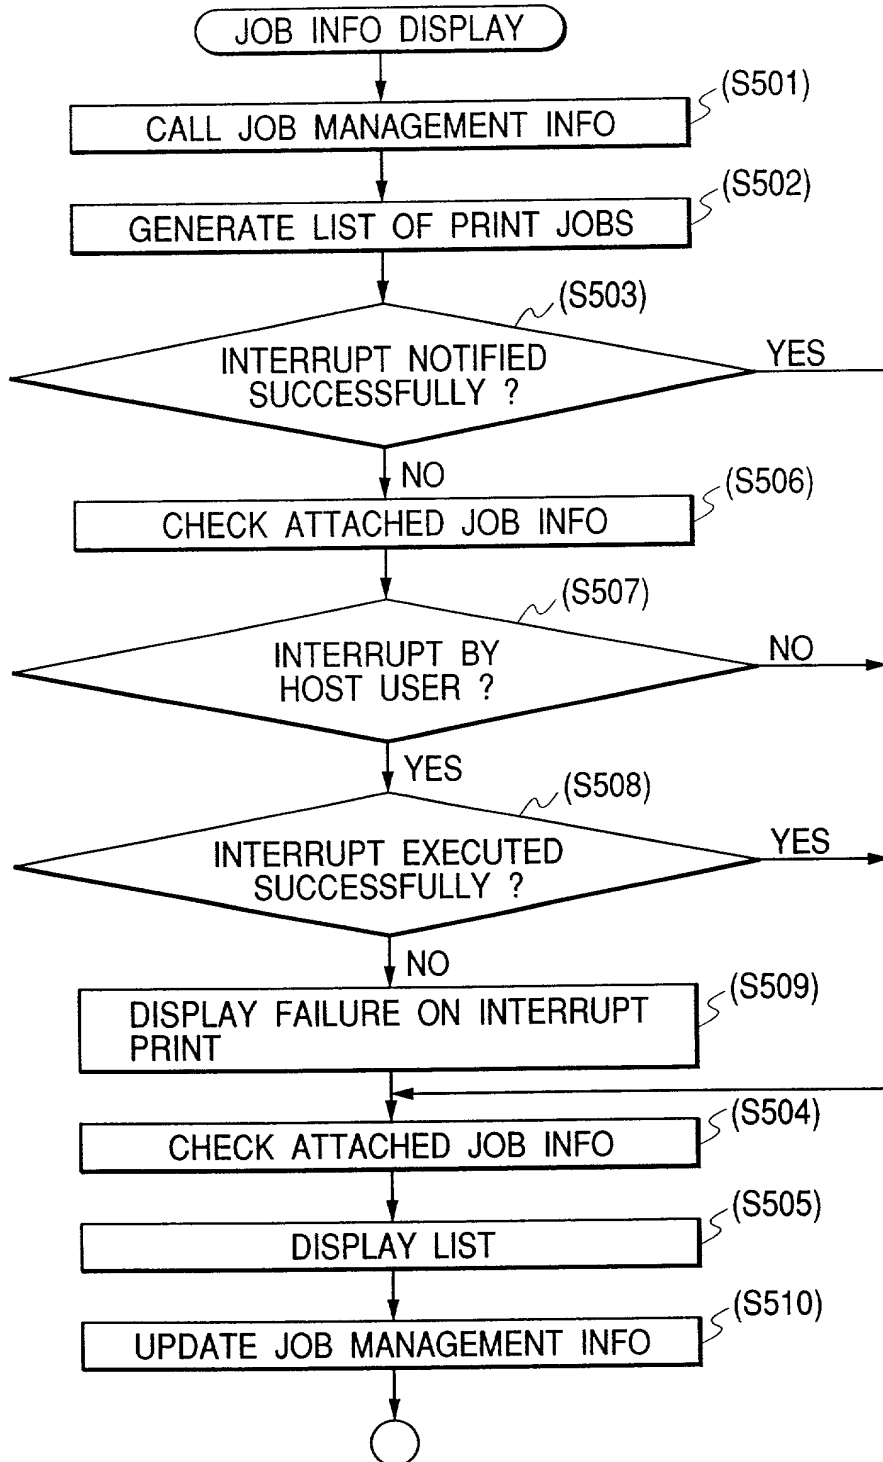 JOB INFO DISPLAY
(S501)
CALL JOB MANAGEMENT INFO
(S502)
GENERATE LIST OF PRINT JOBS
(S503)
INTERRUPT NOTIFIED
SUCCESSFULLY ?
YES
NO
(S506)
CHECK ATTACHED JOB INFO
(S507)
INTERRUPT BY
HOST USER ?
NO
YES
(S508)
INTERRUPT EXECUTED
SUCCESSFULLY ?
YES
NO
(S509)
DISPLAY FAILURE ON INTERRUPT
PRINT
(S504)
CHECK ATTACHED JOB INFO
(S505)
DISPLAY LIST
(S510)
UPDATE JOB MANAGEMENT INFO